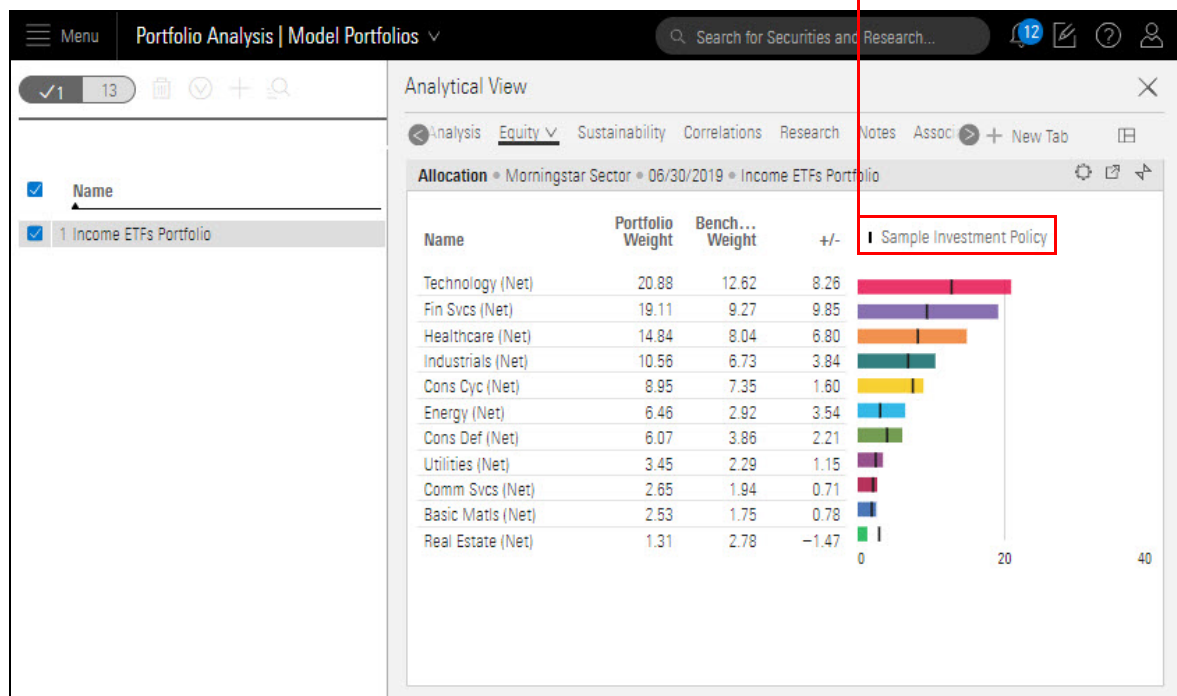 Menu Portfolio Analysis | Model Portfolios Search for Securities and Research... 12
1 13
Analytical View
Analysis Equity Sustainability Correlations Research Notes Associ New Tab
Allocation • Morningstar Sector • 06/30/2019 • Income ETFs Portfolio
Name
1 Income ETFs Portfolio
Name Portfolio Weight Bench... Weight +/- Sample Investment Policy
Technology (Net) 20.88 12.62 8.26
Fin Svcs (Net) 19.11 9.27 9.85
Healthcare (Net) 14.84 8.04 6.80
Industrials (Net) 10.56 6.73 3.84
Cons Cyc (Net) 8.95 7.35 1.60
Energy (Net) 6.46 2.92 3.54
Cons Def (Net) 6.07 3.86 2.21
Utilities (Net) 3.45 2.29 1.15
Comm Svcs (Net) 2.65 1.94 0.71
Basic Matls (Net) 2.53 1.75 0.78
Real Estate (Net) 1.31 2.78 −1.47
0 20 40